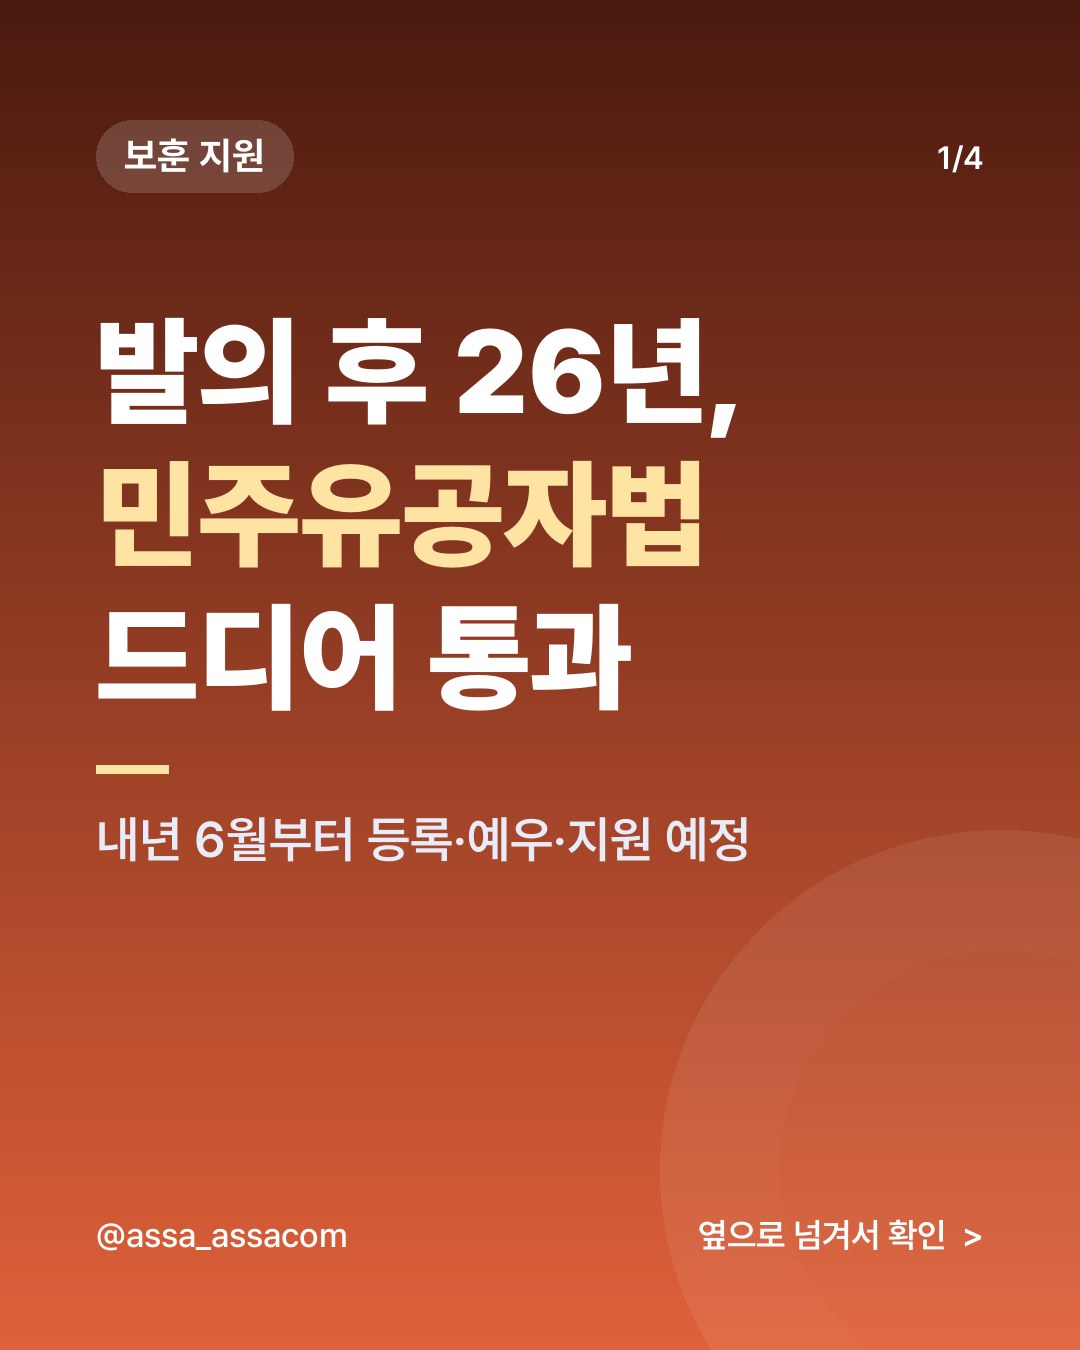 보훈 지원
1/4
발의 후 26년,
민주유공자법
드디어 통과
내년 6월부터 등록·예우·지원 예정
@assa_assacom
옆으로 넘겨서 확인 >